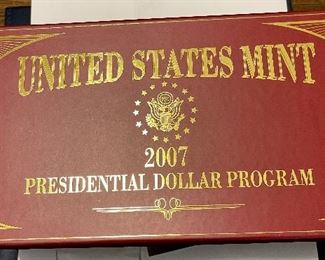 UNITED STATES MINT
2007
PRESIDENTIAL DOLLAR PROGRAM